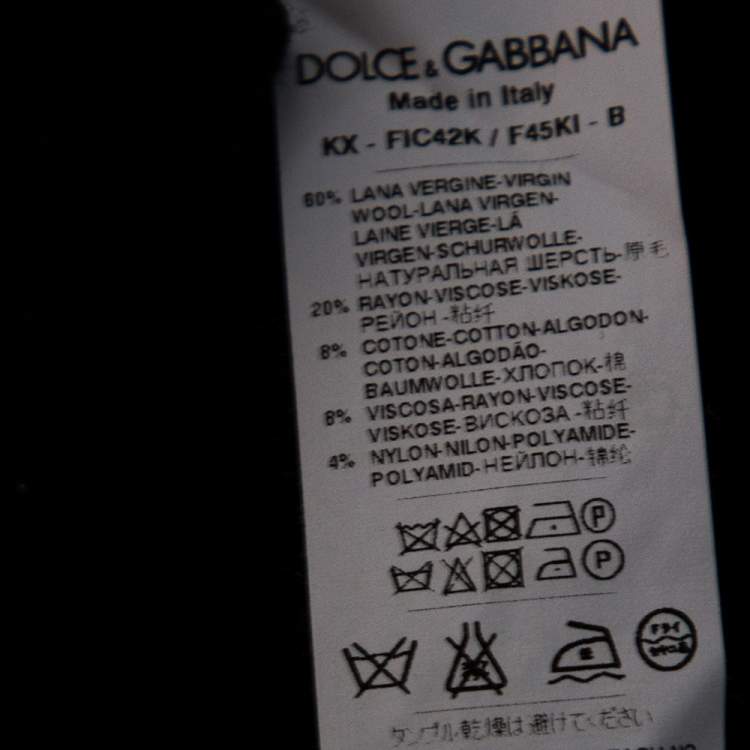 DOLCE & GABBANA
Made in Italy
KX - FIC42K / F45KI - B
60% LANA VERGINE-VIRGIN
WOOL-LANA VIRGEN-
LAINE VIERGE-LÃ
VIRGEN-SCHURWOLLE-
НАТУРАЛЬНАЯ ШЕРСТЬ-原毛
20% RAYON-VISCOSE-VISKOSE-
РЕЙОН-粘纤
8% COTONE-COTTON-ALGODON-
COTON-ALGODÃO-
BAUMWOLLE-ХЛОПОК-棉
8% VISCOSA-RAYON-VISCOSE-
VISKOSE-ВИСКОЗА-粘纤
4% NYLON-NILON-POLYAMIDE-
POLYAMID-НЕЙЛОН-锦纶
P
P
ドライ
タンブル乾燥は避けてください